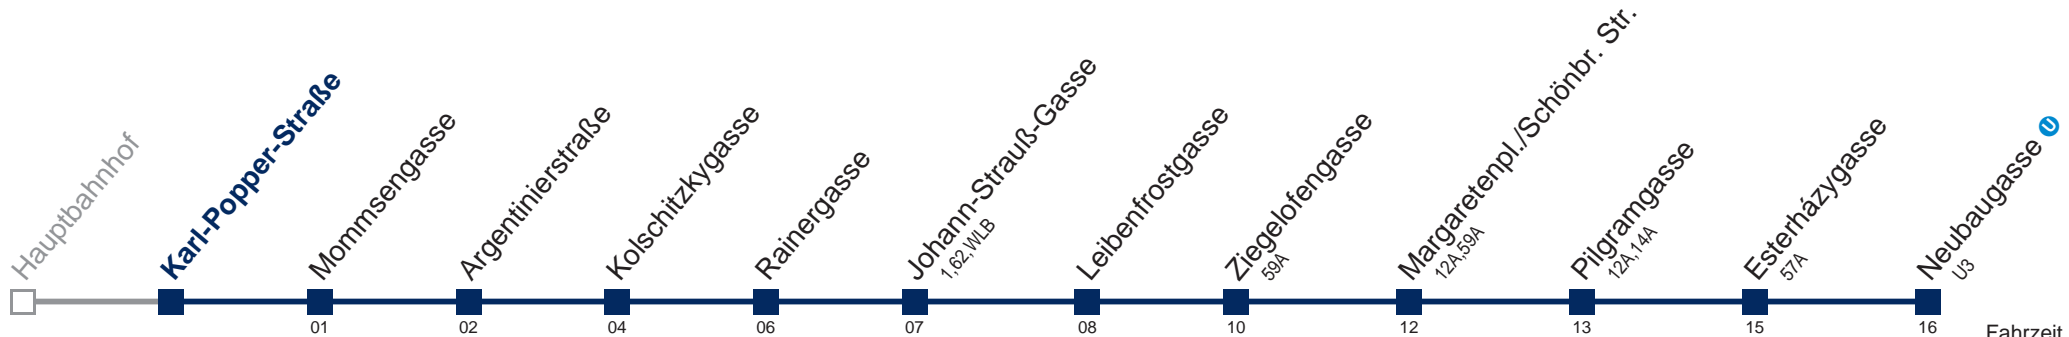 Hauptbahnhof
Karl-Popper-Straße
Mommsengasse
Argentinierstraße
Kolschitzkygasse
Rainergasse
Johann-Strauß-Gasse
1,62,WLB
Leibenfrostgasse
Ziegelofengasse
59A
Margaretenpl./Schönbr. Str.
12A,59A
Pilgramgasse
12A,14A
Esterházygasse
57A
Neubaugasse U
U3
01 02 04 06 07 08 10 12 13 15 16 Fahrzeit